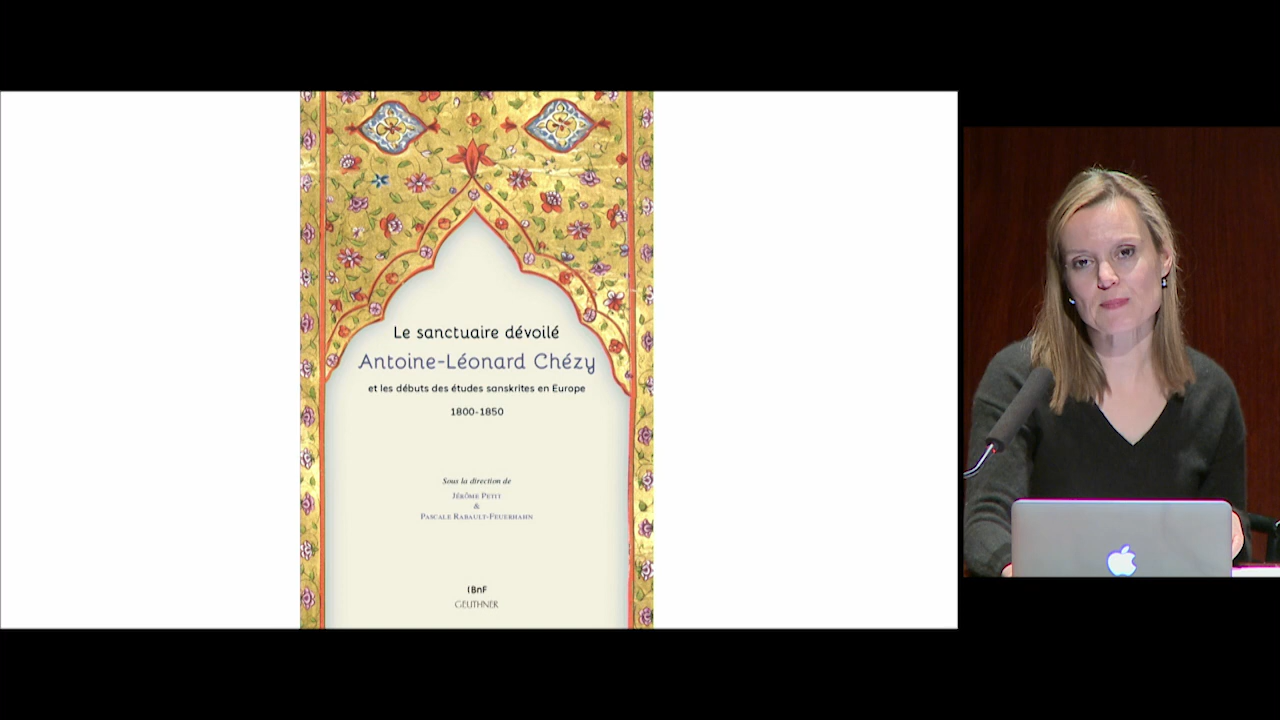 Le sanctuaire dévoilé
Antoine-Léonard Chézy
et les débuts des études sanskrites en Europe
1800-1850
Sous la direction de
Jérôme Petit
&
Pascale Rabault-Feuerhahn
{BnF
GEUTHNER